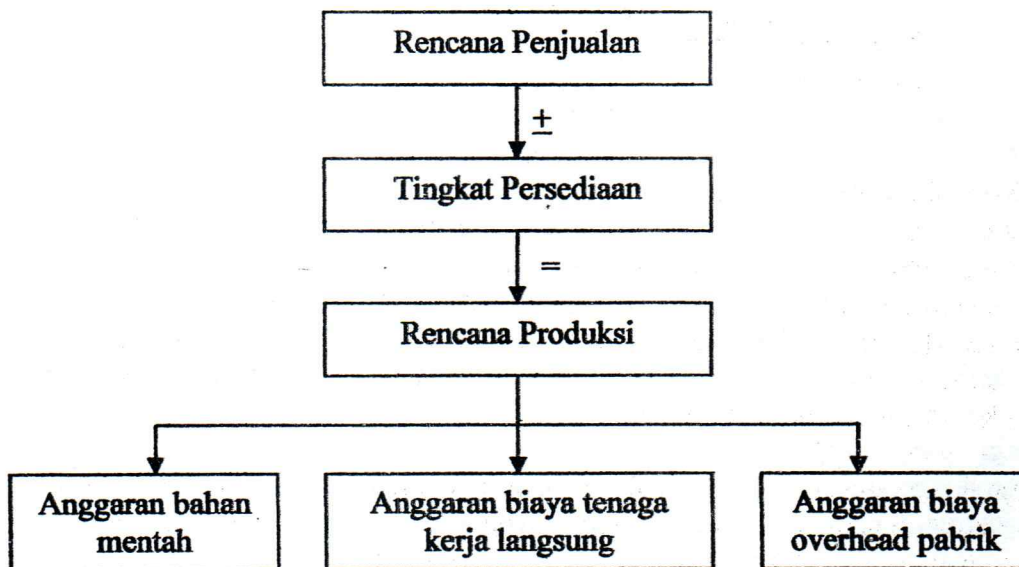 Rencana Penjualan
±
Tingkat Persediaan
=
Rencana Produksi
Anggaran bahan
mentah
Anggaran biaya tenaga
kerja langsung
Anggaran biaya
overhead pabrik